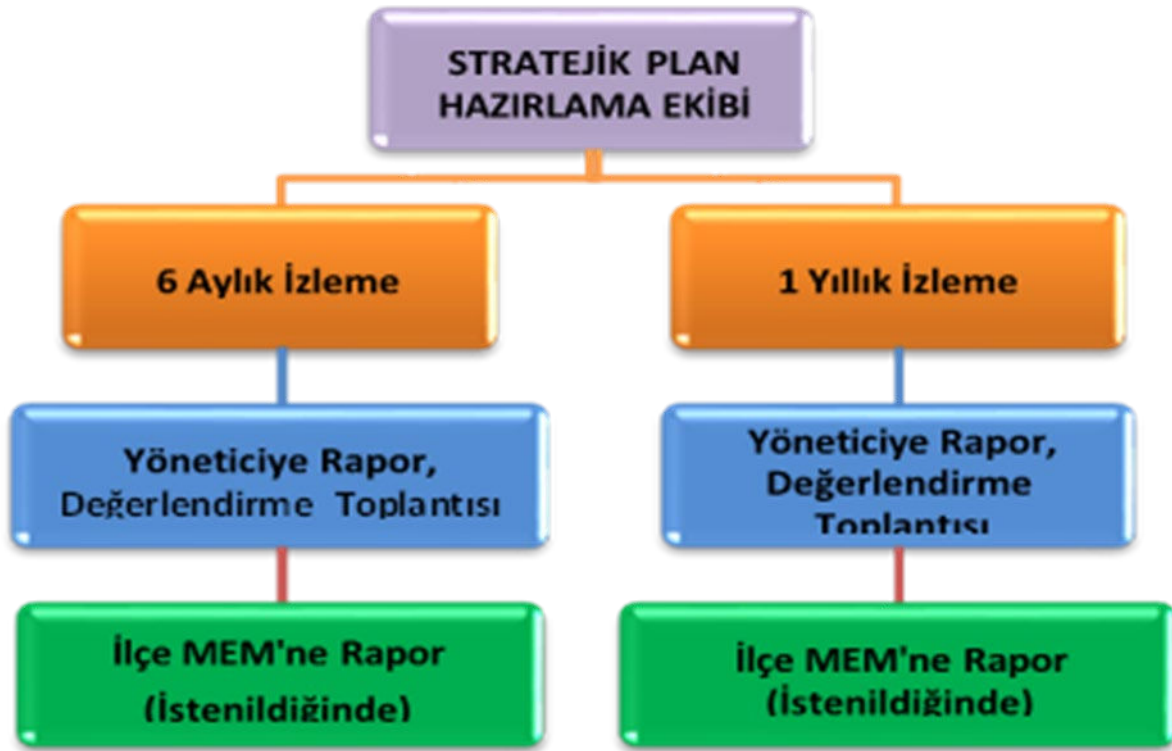 STRATEJİK PLAN
HAZIRLAMA EKİBİ
6 Aylık İzleme
1 Yıllık İzleme
Yöneticiye Rapor,
Değerlendirme Toplantısı
Yöneticiye Rapor,
Değerlendirme
Toplantısı
İlçe MEM'ne Rapor
(İstenildiğinde)
İlçe MEM'ne Rapor
(İstenildiğinde)